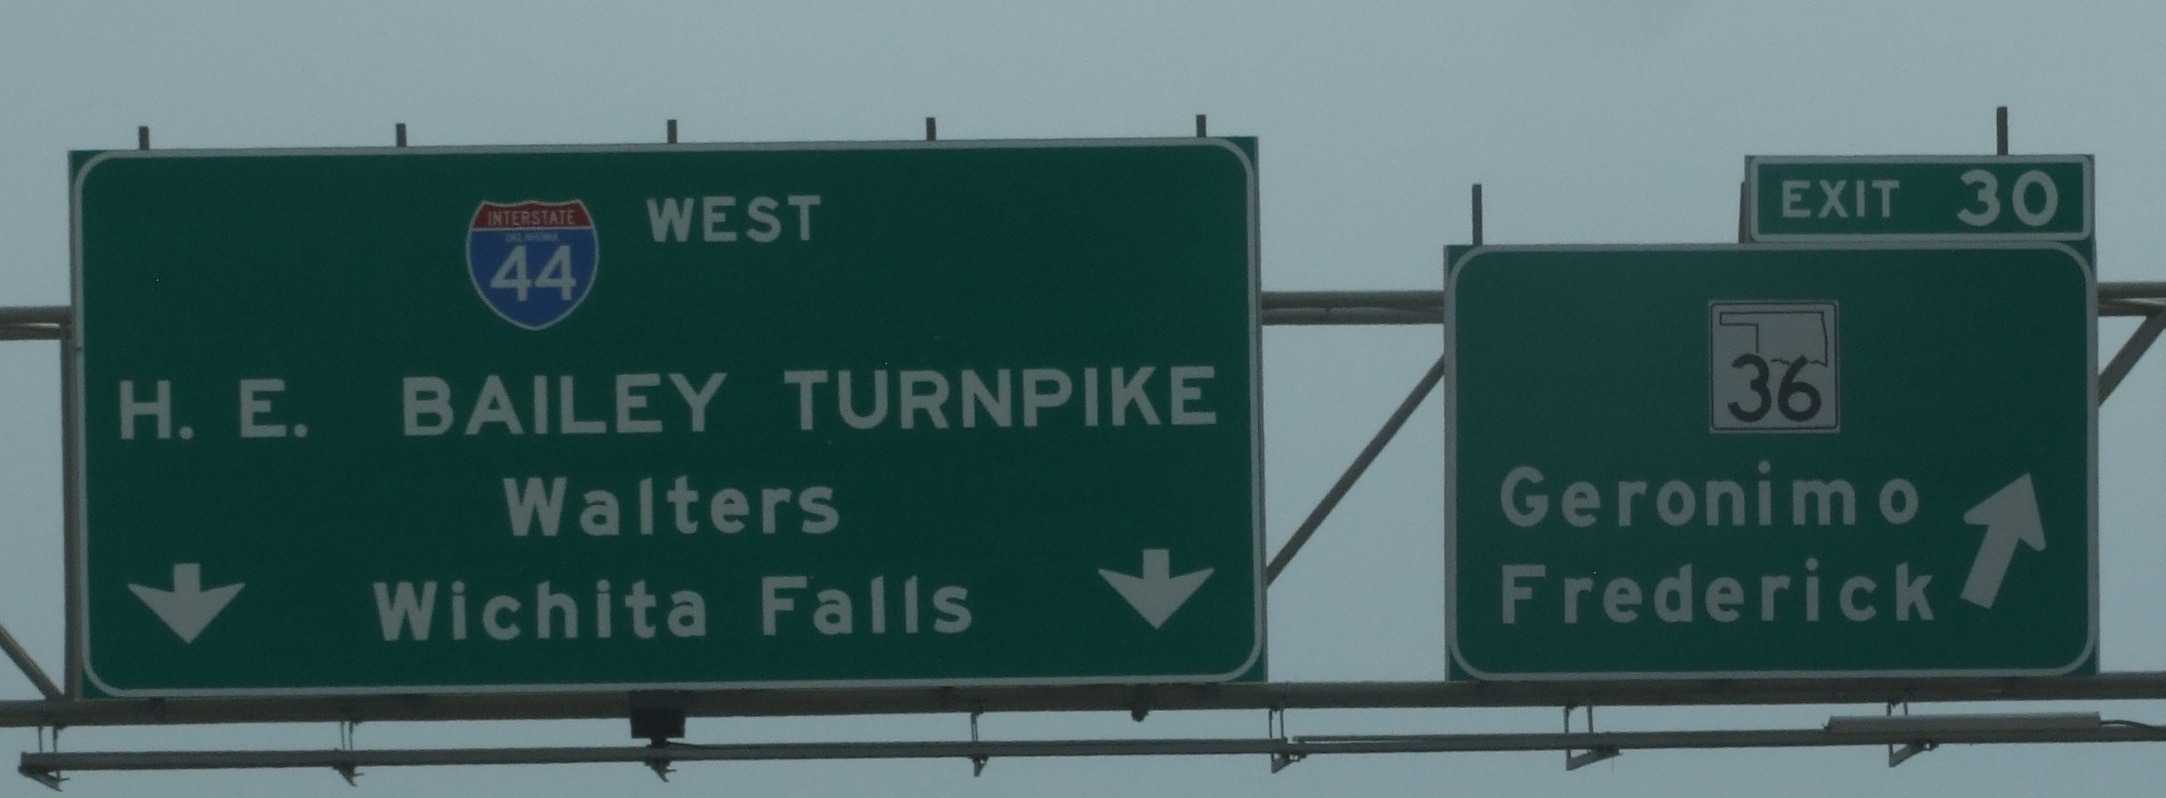 INTERSTATE
OKLAHOMA
44
WEST
H. E. BAILEY TURNPIKE
Walters
Wichita Falls
EXIT 30
36
Geronimo
Frederick